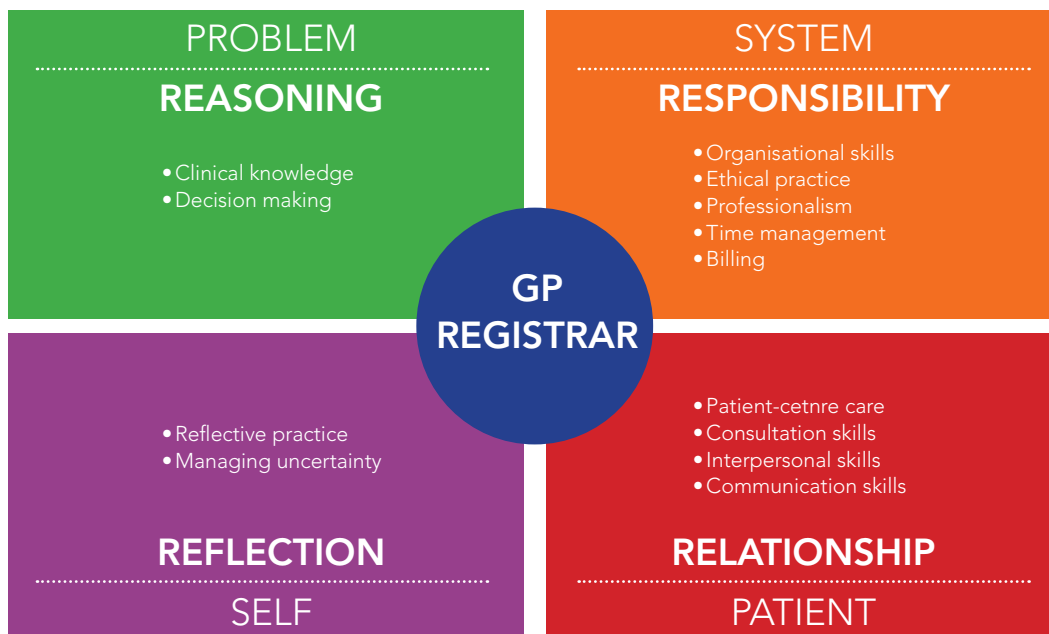 PROBLEM
REASONING
• Clinical knowledge
• Decision making
SYSTEM
RESPONSIBILITY
• Organisational skills
• Ethical practice
• Professionalism
• Time management
• Billing
GP
REGISTRAR
• Reflective practice
• Managing uncertainty
REFLECTION
SELF
• Patient-cetnre care
• Consultation skills
• Interpersonal skills
• Communication skills
RELATIONSHIP
PATIENT